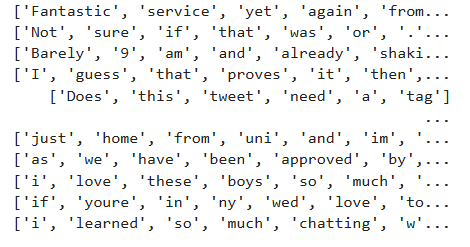 ['Fantastic', 'service', 'yet', 'again', 'from...
['Not', 'sure', 'if', 'that', 'was', 'or', '.'...
['Barely', '9', 'am', 'and', 'already', 'shaki...
['I', 'guess', 'that', 'proves', 'it', 'then',...
['Does', 'this', 'tweet', 'need', 'a', 'tag']
...
['just', 'home', 'from', 'uni', 'and', 'im', '...
['as', 'we', 'have', 'been', 'approved', 'by',...
['i', 'love', 'these', 'boys', 'so', 'much', '...
['if', 'youre', 'in', 'ny', 'wed', 'love', 'to...
['i', 'learned', 'so', 'much', 'chatting', 'w'...